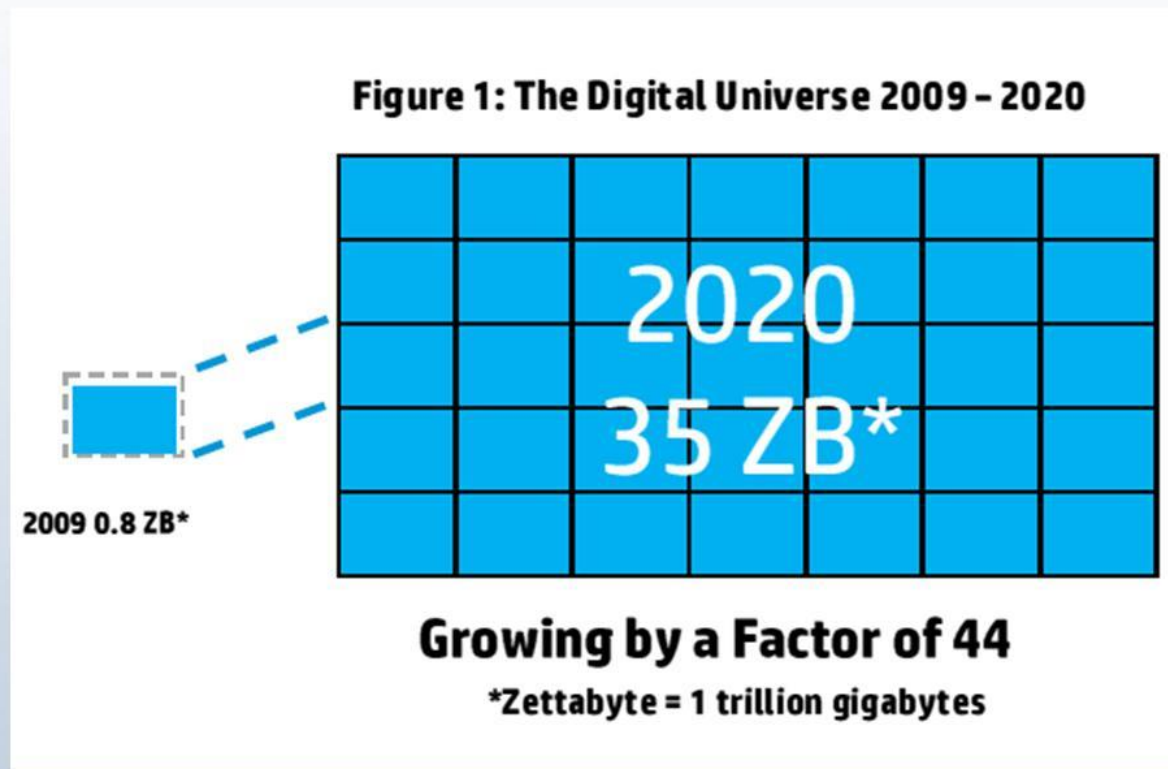 Figure 1: The Digital Universe 2009 – 2020
2020
35 ZB*
2009 0.8 ZB*
Growing by a Factor of 44
*Zettabyte = 1 trillion gigabytes